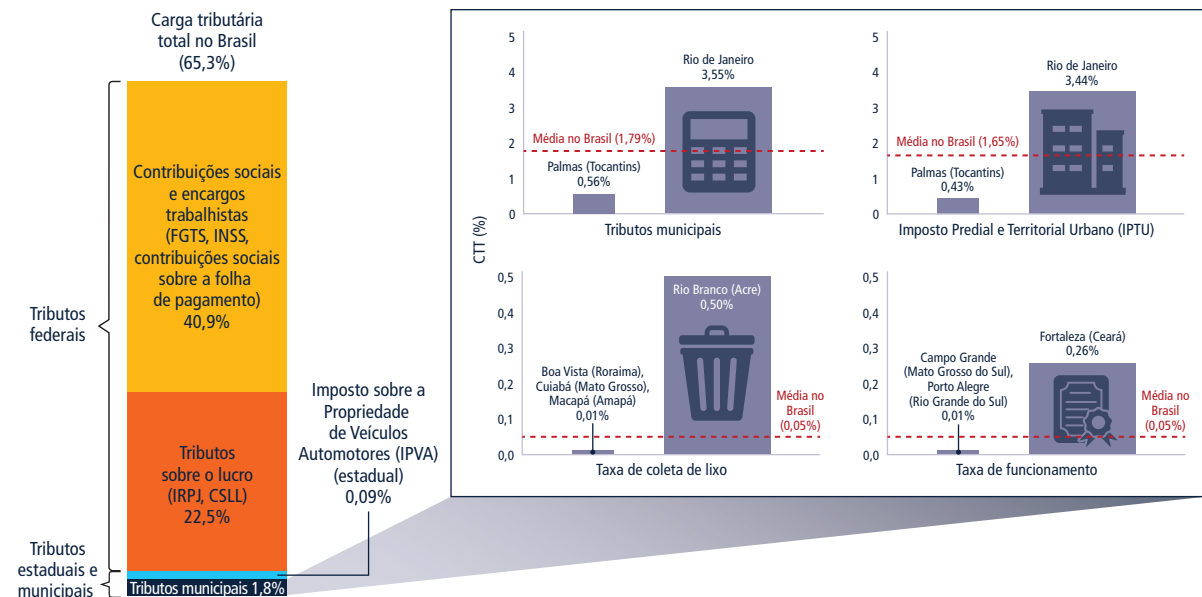 Carga tributária
total no Brasil
(65,3%)
Tributos
federais
Contribuições sociais
e encargos
trabalhistas
(FGTS, INSS,
contribuições sociais
sobre a folha
de pagamento)
40,9%
Tributos
sobre o lucro
(IRPJ, CSLL)
22,5%
Imposto sobre a
Propriedade
de Veículos
Automotores (IPVA)
(estadual)
0,09%
Tributos
estaduais e
municipais
Tributos municipais 1,8%
CTT (%)
5
4
3
2
1
0
Rio de Janeiro
3,55%
Média no Brasil (1,79%)
Palmas (Tocantins)
0,56%
Tributos municipais
5
4
3
2
1
0
Rio de Janeiro
3,44%
Média no Brasil (1,65%)
Palmas (Tocantins)
0,43%
Imposto Predial e Territorial Urbano (IPTU)
0,5
0,4
0,3
0,2
0,1
0,0
Rio Branco (Acre)
0,50%
Boa Vista (Roraima),
Cuiabá (Mato Grosso),
Macapá (Amapá)
0,01%
Média no
Brasil
(0,05%)
Taxa de coleta de lixo
0,5
0,4
0,3
0,2
0,1
0,0
Fortaleza (Ceará)
0,26%
Campo Grande
(Mato Grosso do Sul),
Porto Alegre
(Rio Grande do Sul)
0,01%
Média no
Brasil
(0,05%)
Taxa de funcionamento